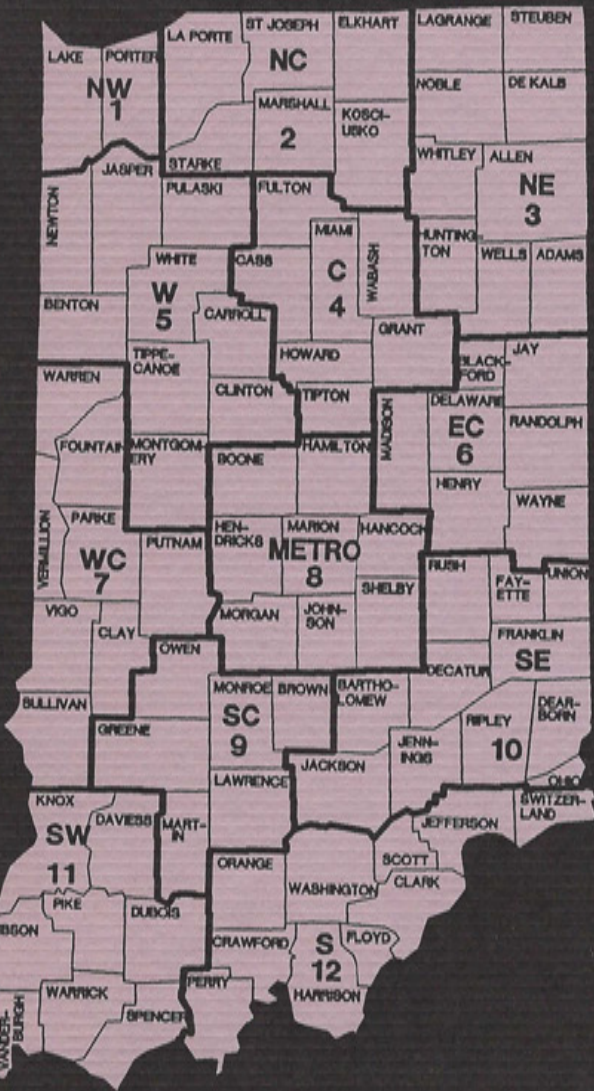 LAKE
PORTER
NW
1
LA PORTE
ST JOSEPH
ELKHART
NC
MARSHALL
2
KOSCI-
USKO
STARKE
LAGRANGE
STEUBEN
NOBLE
DE KALB
WHITLEY
ALLEN
NE
3
HUNTING-
TON
WELLS
ADAMS
JASPER
NEWTON
PULASKI
WHITE
W
5
BENTON
CARROLL
TIPPE-
CANOE
CLINTON
MONTGOM-
ERY
FULTON
MIAMI
CASS
C
4
WABASH
GRANT
HOWARD
TIPTON
BLACK-
FORD
JAY
DELAWARE
MADISON
EC
6
RANDOLPH
HENRY
WAYNE
WARREN
FOUNTAIN
VERMILLION
PARKE
WC
7
PUTNAM
VIGO
CLAY
SULLIVAN
BOONE
HAMILTON
HEN-
DRICKS
MARION
HANCOCK
METRO
8
MORGAN
JOHN-
SON
SHELBY
OWEN
MONROE
BROWN
SC
9
GREENE
LAWRENCE
MART-
IN
RUSH
FAY-
ETTE
UNION
FRANKLIN
SE
DECATUR
BARTHO-
LOMEW
JENN-
INGS
RIPLEY
DEAR-
BORN
10
JACKSON
OHIO
KNOX
DAVIESS
SW
11
PIKE
DUBOIS
IBSON
WARRICK
SPENCER
VANDER-
BURGH
SWITZER-
LAND
JEFFERSON
SCOTT
CLARK
ORANGE
WASHINGTON
CRAWFORD
S
12
FLOYD
HARRISON
PERRY